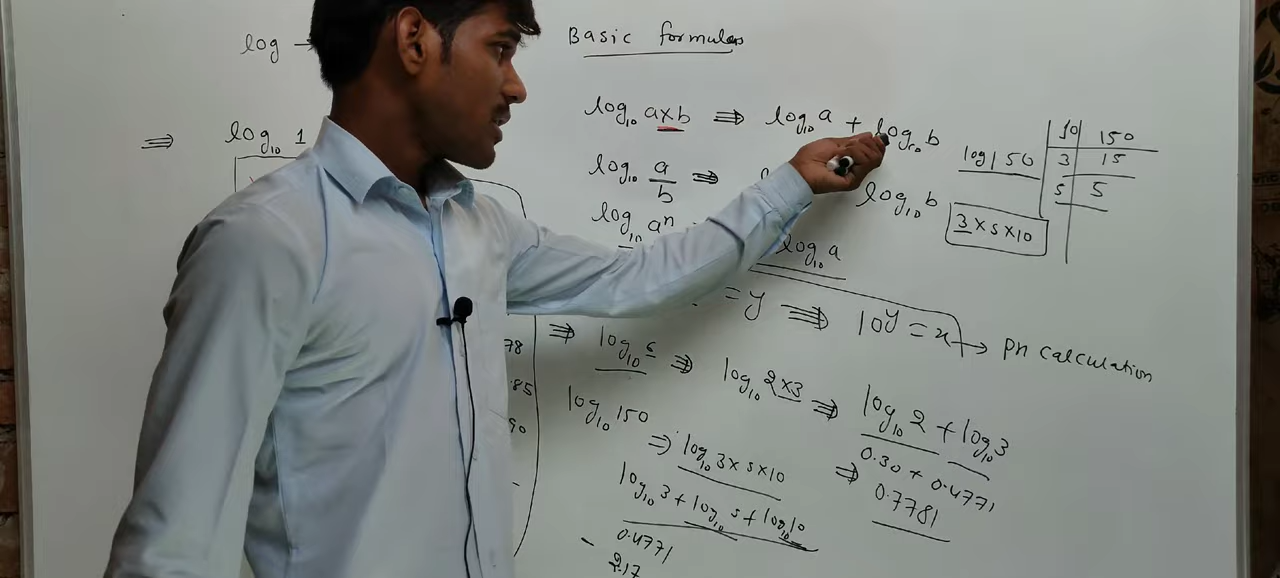 log →
Basic formulas
log₁₀ a×b ⇒ log₁₀ a + log₁₀ b
⇒ log₁₀ 1
log₁₀ a/b ⇒ log₁₀ b
log₁₀ aⁿ
log₁₀ a
log 150
10 150
3 15
5 5
3×5×10
= y ⇛ 10ʸ = x → PH calculation
78
.85
90
⇛ log₁₀ 6 ⇛ log₁₀ 2×3 ⇛ log₁₀ 2 + log₁₀ 3
⇒ 0.30 + 0.4771
0.7781
log₁₀ 150
⇒ log₁₀ 3×5×10
log₁₀ 3 + log₁₀ 5 + log₁₀ 10
0.4771
2.17